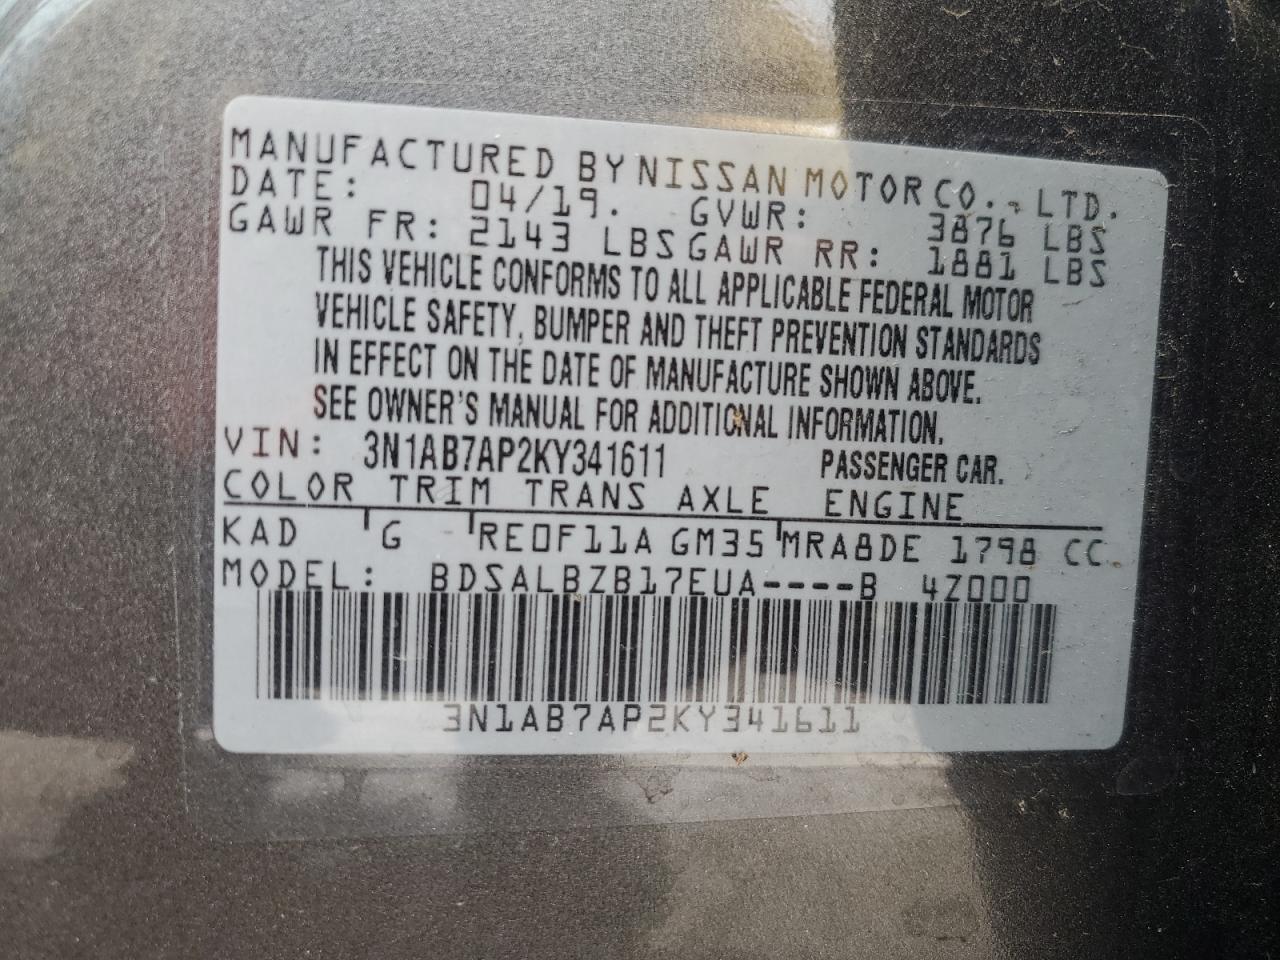 MANUFACTURED BY NISSAN MOTOR CO., LTD.
DATE: 04/19. GVWR: 3876 LBS
GAWR FR: 2143 LBS GAWR RR: 1881 LBS
THIS VEHICLE CONFORMS TO ALL APPLICABLE FEDERAL MOTOR
VEHICLE SAFETY, BUMPER AND THEFT PREVENTION STANDARDS
IN EFFECT ON THE DATE OF MANUFACTURE SHOWN ABOVE.
SEE OWNER'S MANUAL FOR ADDITIONAL INFORMATION.
VIN: 3N1AB7AP2KY341611 PASSENGER CAR.
COLOR TRIM TRANS AXLE ENGINE
KAD G RE0F11A GM35 MRA8DE 1798 CC
MODEL: BDSALBZB17EUA----B 4Z000
3N1AB7AP2KY341611